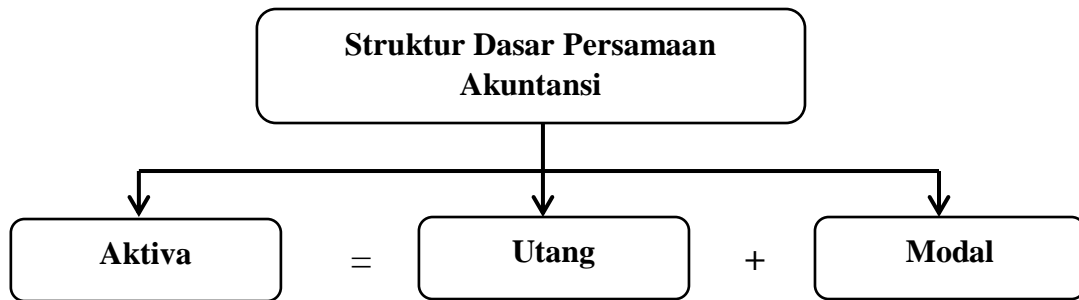 Struktur Dasar Persamaan
Akuntansi
Aktiva = Utang + Modal